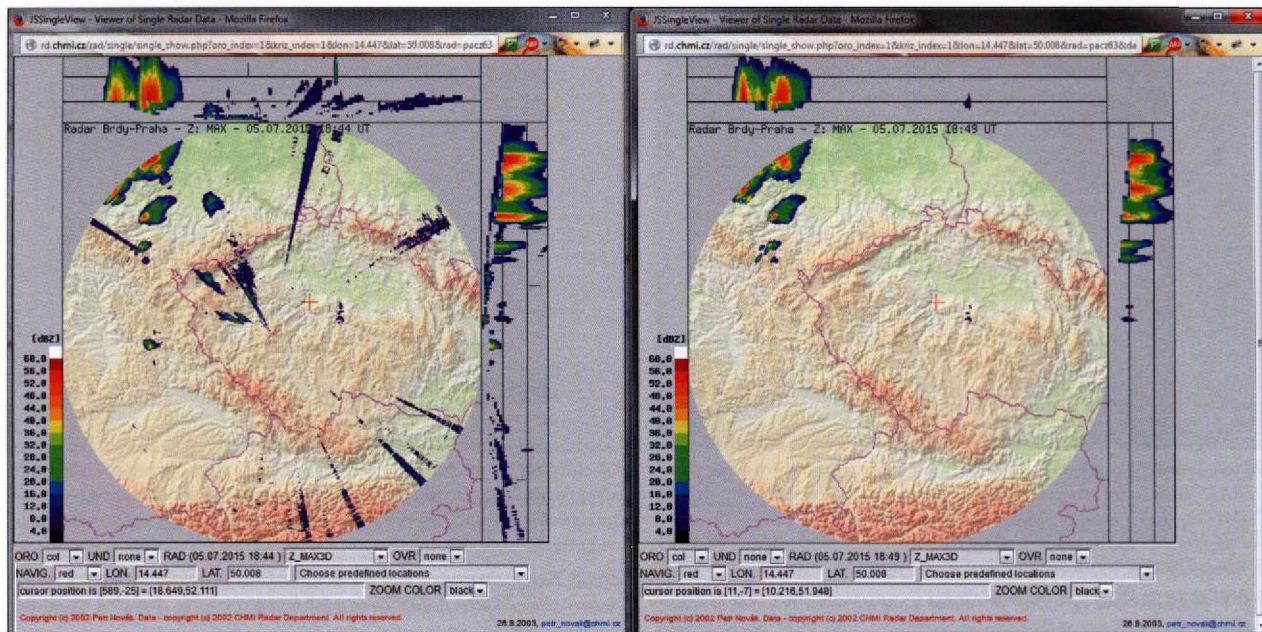 JSSingleView - Viewer of Single Radar Data - Mozilla Firefox
rd.chmi.cz/rad/single/single_show.php?oro_index=1&kriz_index=1&lon=14.447&lat=50.008&rad=pacz63
Radar Brdy-Praha - Z: MAX - 05.07.2015 18:44 UT
[dBZ]
60.0
56.0
52.0
48.0
44.0
40.0
36.0
32.0
28.0
24.0
20.0
16.0
12.0
8.0
4.0
ORO col UND none RAD (05.07.2015 18:44 ) Z_MAX3D OVR none
NAVIG. red LON. 14.447 LAT. 50.008 Choose predefined locations
cursor position is [589,-25] = [18.649,52.111] ZOOM COLOR black
Copyright (c) 2002 Petr Novák. Data - copyright (c) 2002 CHMI Radar Department. All rights reserved.
26.9.2003, petr_novak@chmi.cz
JSSingleView - Viewer of Single Radar Data - Mozilla Firefox
rd.chmi.cz/rad/single/single_show.php?oro_index=1&kriz_index=1&lon=14.447&lat=50.008&rad=pacz63&da
Radar Brdy-Praha - Z: MAX - 05.07.2015 18:49 UT
[dBZ]
60.0
56.0
52.0
48.0
44.0
40.0
36.0
32.0
28.0
24.0
20.0
16.0
12.0
8.0
4.0
ORO col UND none RAD (05.07.2015 18:49 ) Z_MAX3D OVR none
NAVIG. red LON. 14.447 LAT. 50.008 Choose predefined locations
cursor position is [11,-7] = [10.216,51.948] ZOOM COLOR black
Copyright (c) 2002 Petr Novák. Data - copyright (c) 2002 CHMI Radar Department. All rights reserved.
26.9.2003, petr_novak@chmi.cz